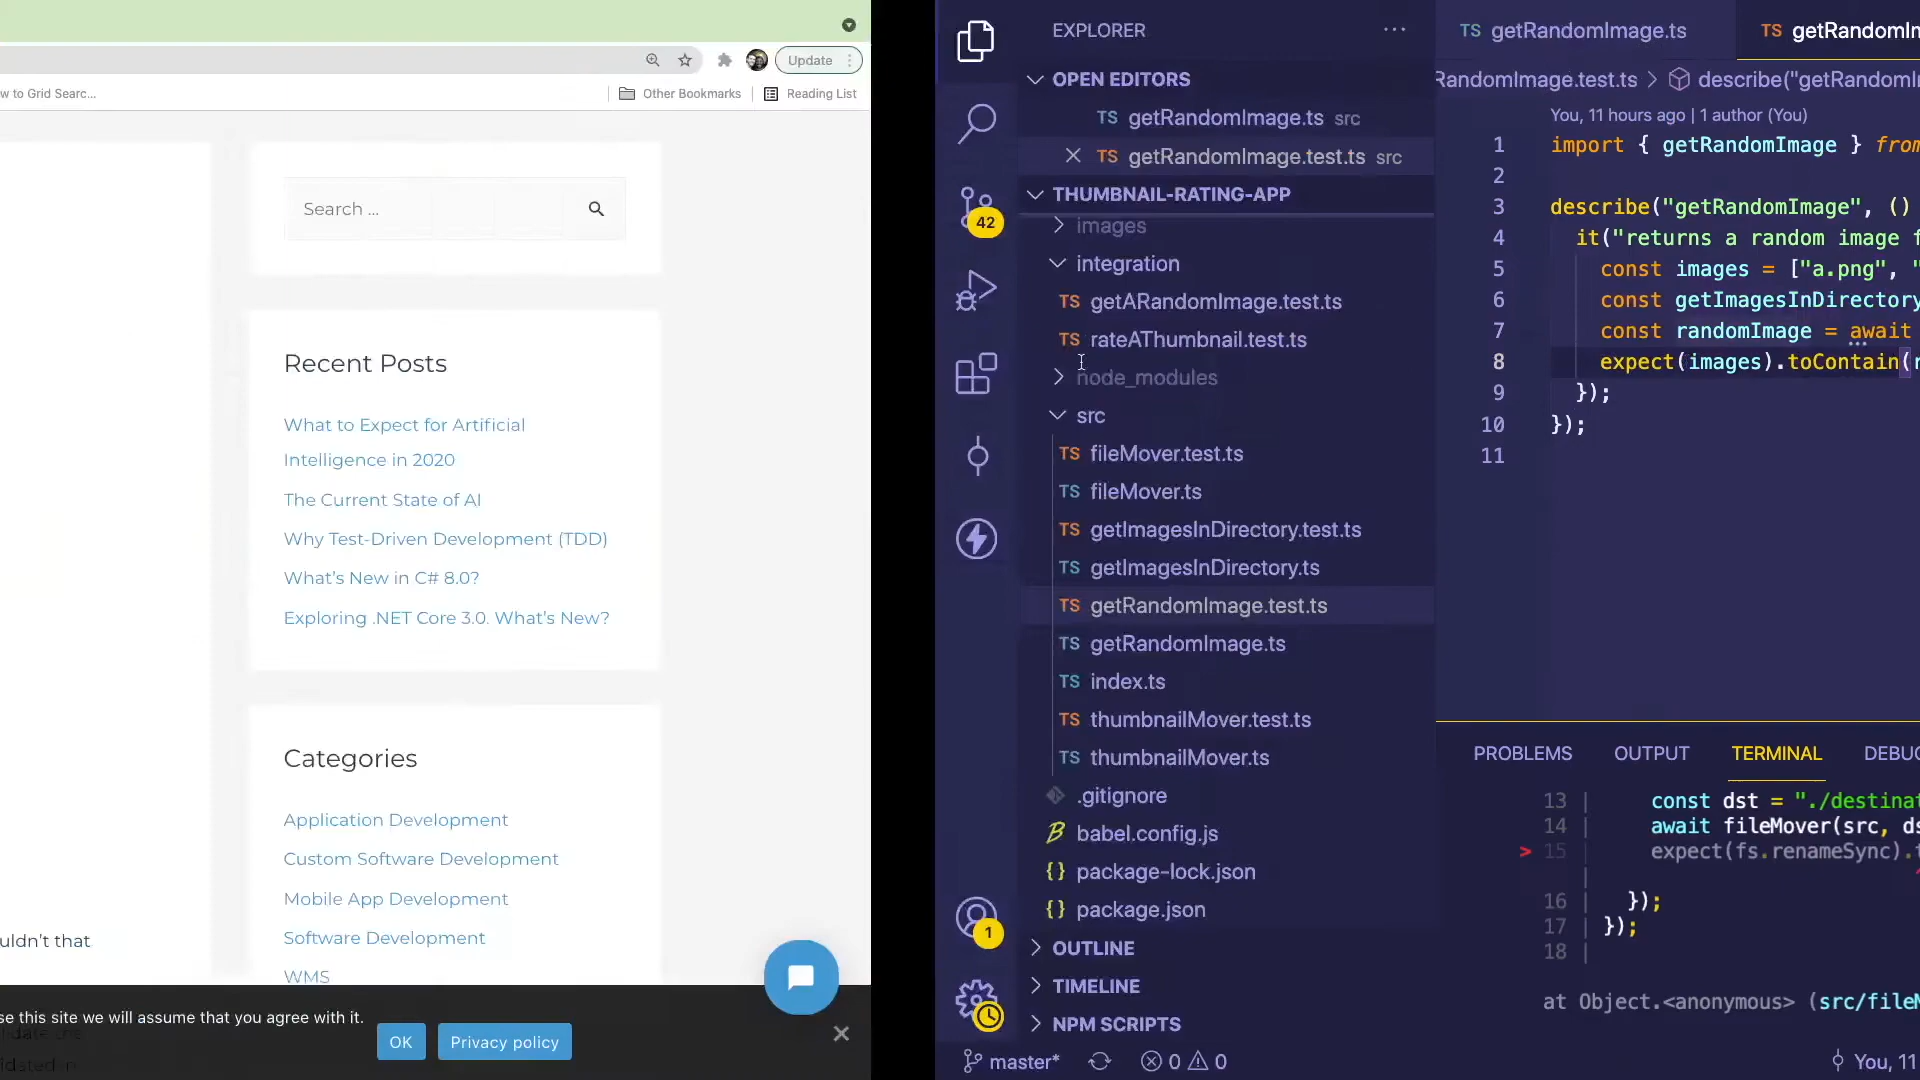 Update
w to Grid Searc...
Other Bookmarks
Reading List
Search ...
Recent Posts
What to Expect for Artificial
Intelligence in 2020
The Current State of AI
Why Test-Driven Development (TDD)
What's New in C# 8.0?
Exploring .NET Core 3.0. What's New?
Categories
Application Development
Custom Software Development
Mobile App Development
Software Development
WMS
uldn't that
se this site we will assume that you agree with it.
OK
Privacy policy
EXPLORER
OPEN EDITORS
TS getRandomImage.ts src
TS getRandomImage.test.ts src
THUMBNAIL-RATING-APP
images
integration
TS getARandomImage.test.ts
TS rateAThumbnail.test.ts
node_modules
src
TS fileMover.test.ts
TS fileMover.ts
TS getImagesInDirectory.test.ts
TS getImagesInDirectory.ts
TS getRandomImage.test.ts
TS getRandomImage.ts
TS index.ts
TS thumbnailMover.test.ts
TS thumbnailMover.ts
.gitignore
babel.config.js
{} package-lock.json
{} package.json
OUTLINE
TIMELINE
NPM SCRIPTS
42
1
master*
0
0
You, 11
TS getRandomImage.ts
TS getRandomIm
RandomImage.test.ts > describe("getRandomI
You, 11 hours ago | 1 author (You)
1 import { getRandomImage } from
2
3 describe("getRandomImage", ()
4 it("returns a random image f
5 const images = ["a.png", "
6 const getImagesInDirectory
7 const randomImage = await
8 expect(images).toContain(r
9 });
10 });
11
PROBLEMS
OUTPUT
TERMINAL
DEBUG
13 | const dst = "./destinat
14 | await fileMover(src, ds
> 15 | expect(fs.renameSync).t
|
16 | });
17 | });
18 |
at Object.<anonymous> (src/fileM